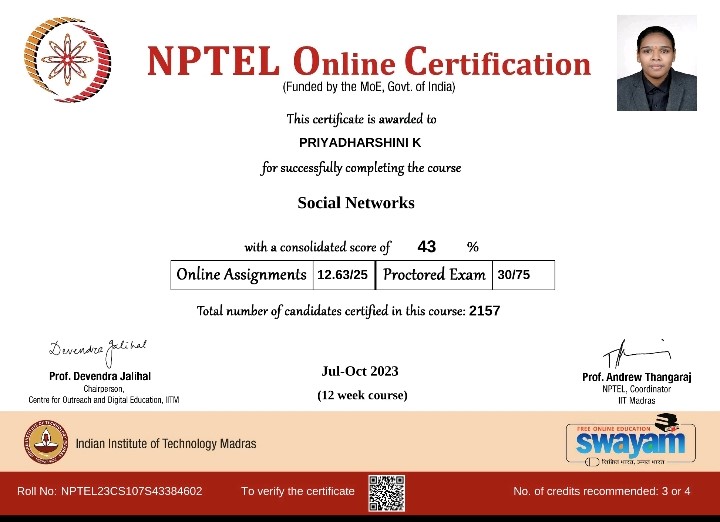 NPTEL Online Certification
(Funded by the MoE, Govt. of India)
This certificate is awarded to
PRIYADHARSHINI K
for successfully completing the course
Social Networks
with a consolidated score of 43 %
Online Assignments 12.63/25 Proctored Exam 30/75
Total number of candidates certified in this course: 2157
Devendra Jalihal
Prof. Devendra Jalihal
Chairperson,
Centre for Outreach and Digital Education, IITM
Jul-Oct 2023
(12 week course)
Prof. Andrew Thangaraj
NPTEL, Coordinator
IIT Madras
Indian Institute of Technology Madras
FREE ONLINE EDUCATION
swayam
शिक्षित भारत, उन्नत भारत
Roll No: NPTEL23CS107S43384602
To verify the certificate
No. of credits recommended: 3 or 4